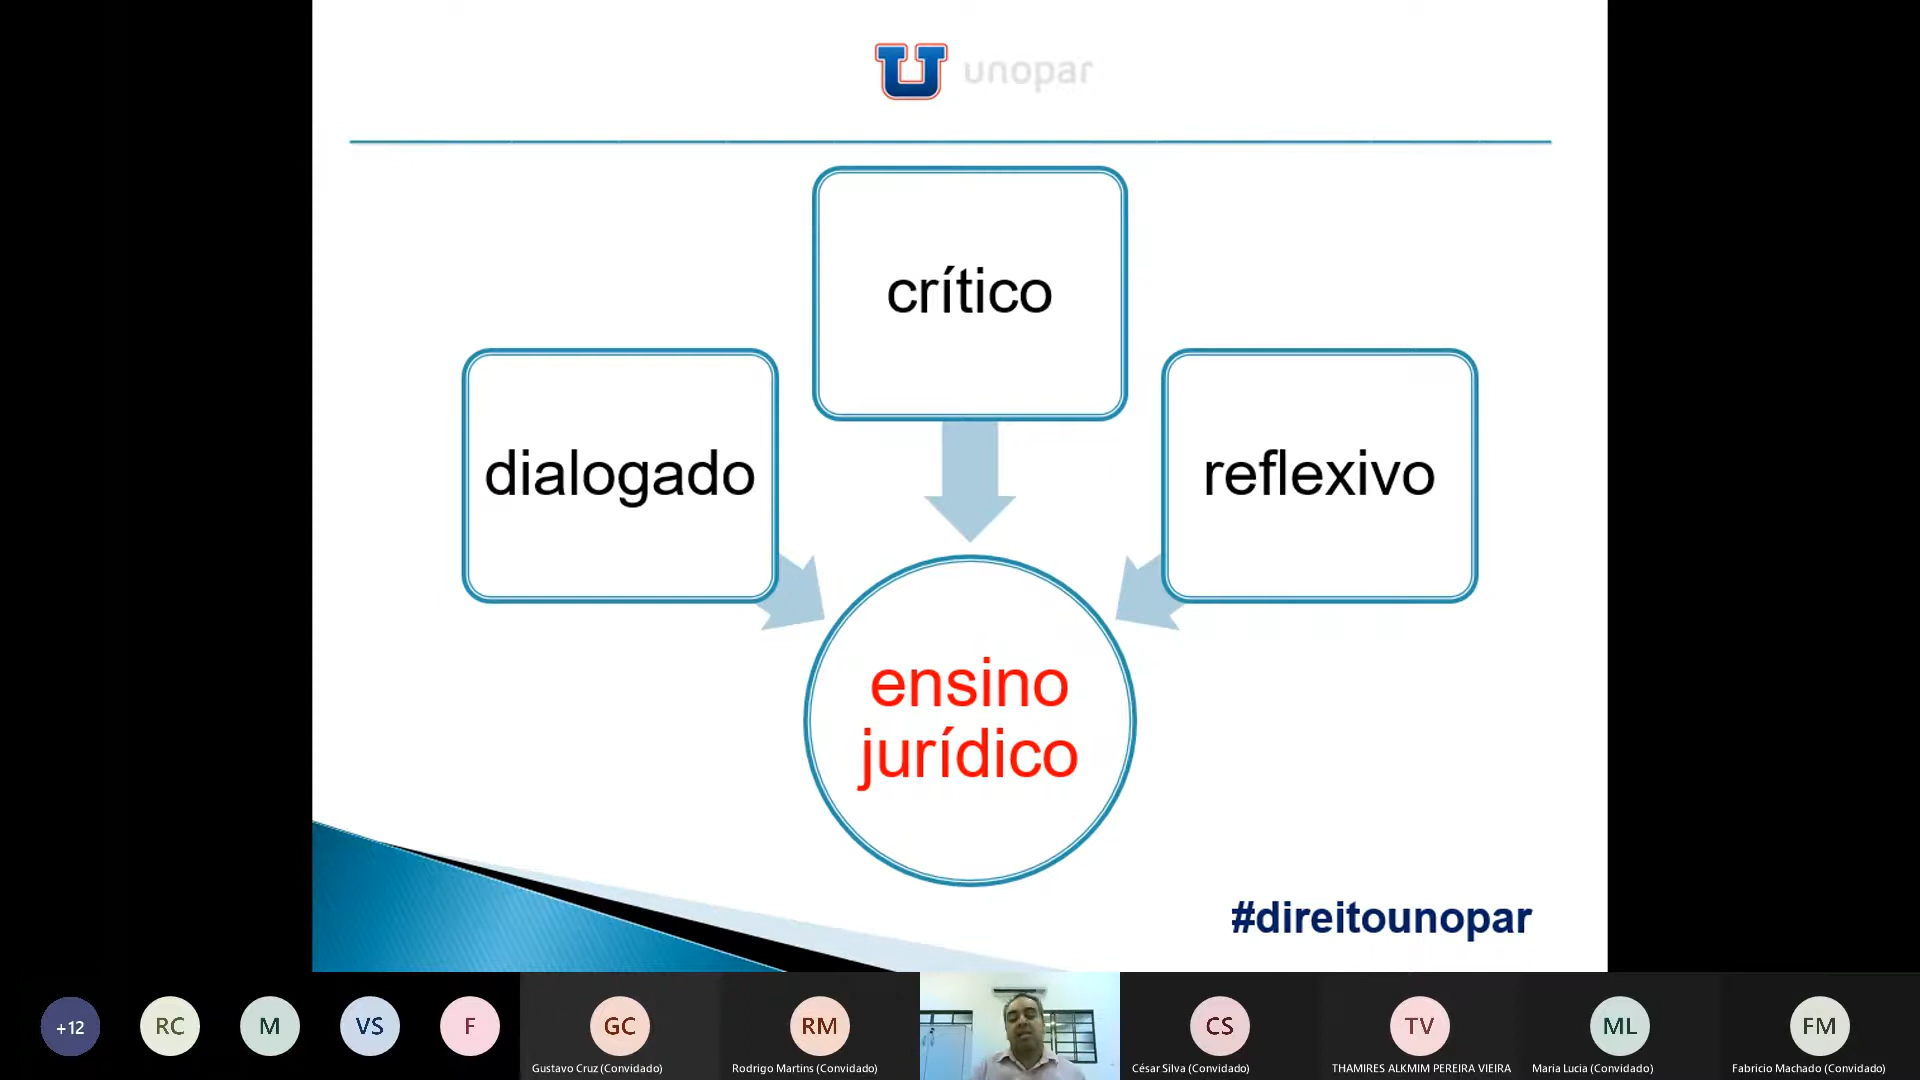 unopar
crítico
dialogado
reflexivo
ensino
jurídico
#direitounopar
+12
RC
M
VS
F
GC
RM
CS
TV
ML
FM
Gustavo Cruz (Convidado)
Rodrigo Martins (Convidado)
César Silva (Convidado)
THAMIRES ALKMIM PEREIRA VIEIRA
Maria Lucia (Convidado)
Fabricio Machado (Convidado)